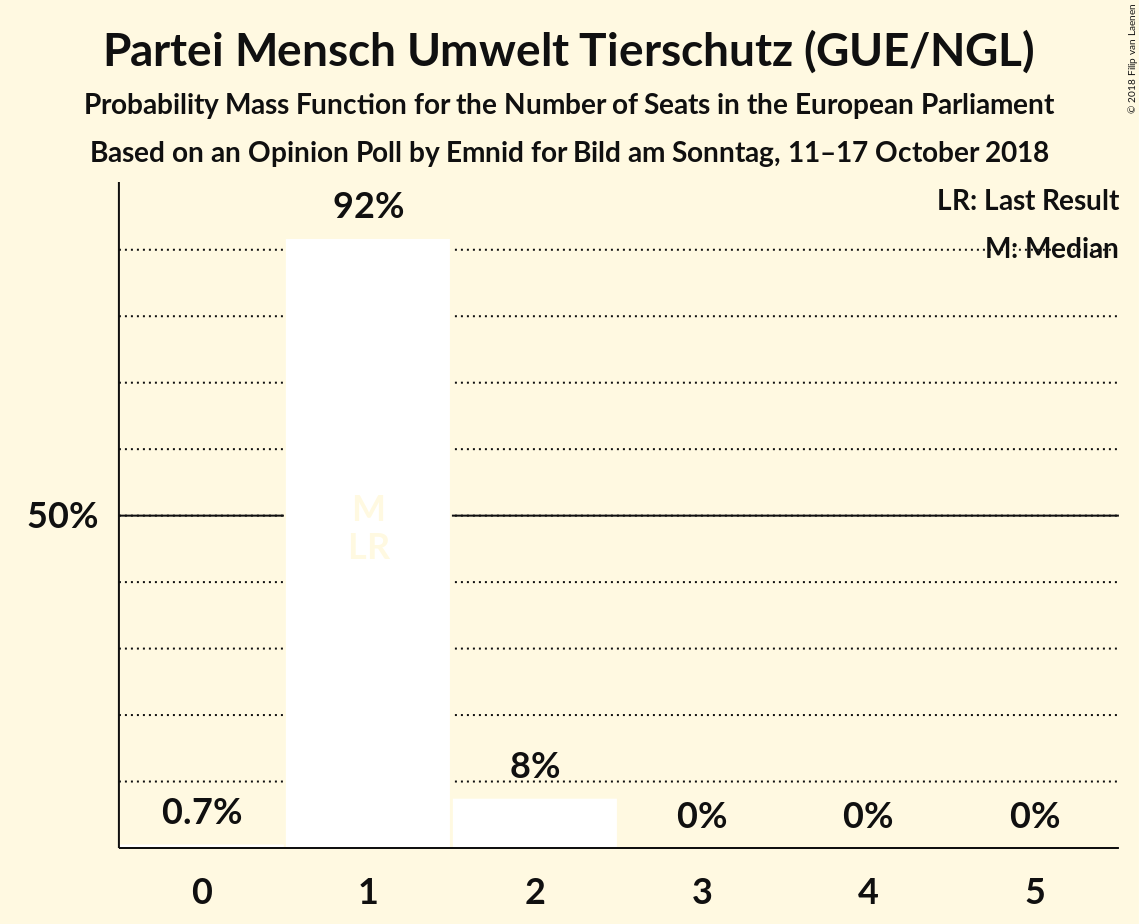 Partei Mensch Umwelt Tierschutz (GUE/NGL)
Probability Mass Function for the Number of Seats in the European Parliament
Based on an Opinion Poll by Emnid for Bild am Sonntag, 11–17 October 2018
© 2018 Filip van Laenen
LR: Last Result
M: Median
92%
50%
M
LR
8%
0.7%
0%
0%
0%
0
1
2
3
4
5